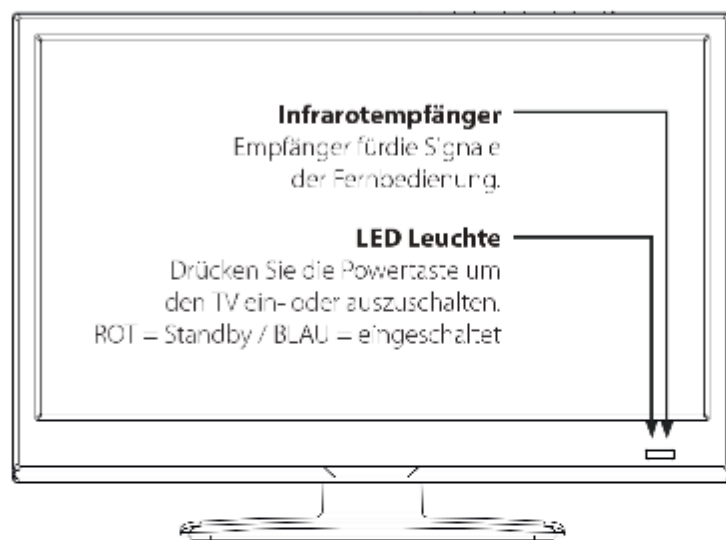 Infrarotempfänger
Empfänger fürdie Signale
der Fernbedienung.
LED Leuchte
Drücken Sie die Powertaste um
den TV ein- oder auszuschalten.
ROT = Standby / BLAU = eingeschaltet